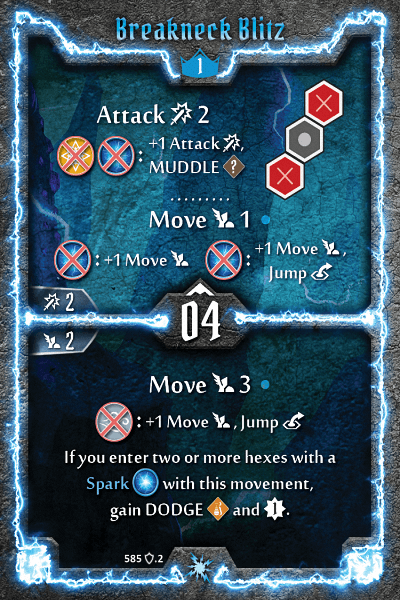 Breakneck Blitz
1
Attack 2
: +1 Attack ,
MUDDLE ?
.........
Move 1
: +1 Move
: +1 Move ,
Jump
2
04
2
Move 3
: +1 Move , Jump
If you enter two or more hexes with a
Spark with this movement,
gain DODGE and 1.
585 .2